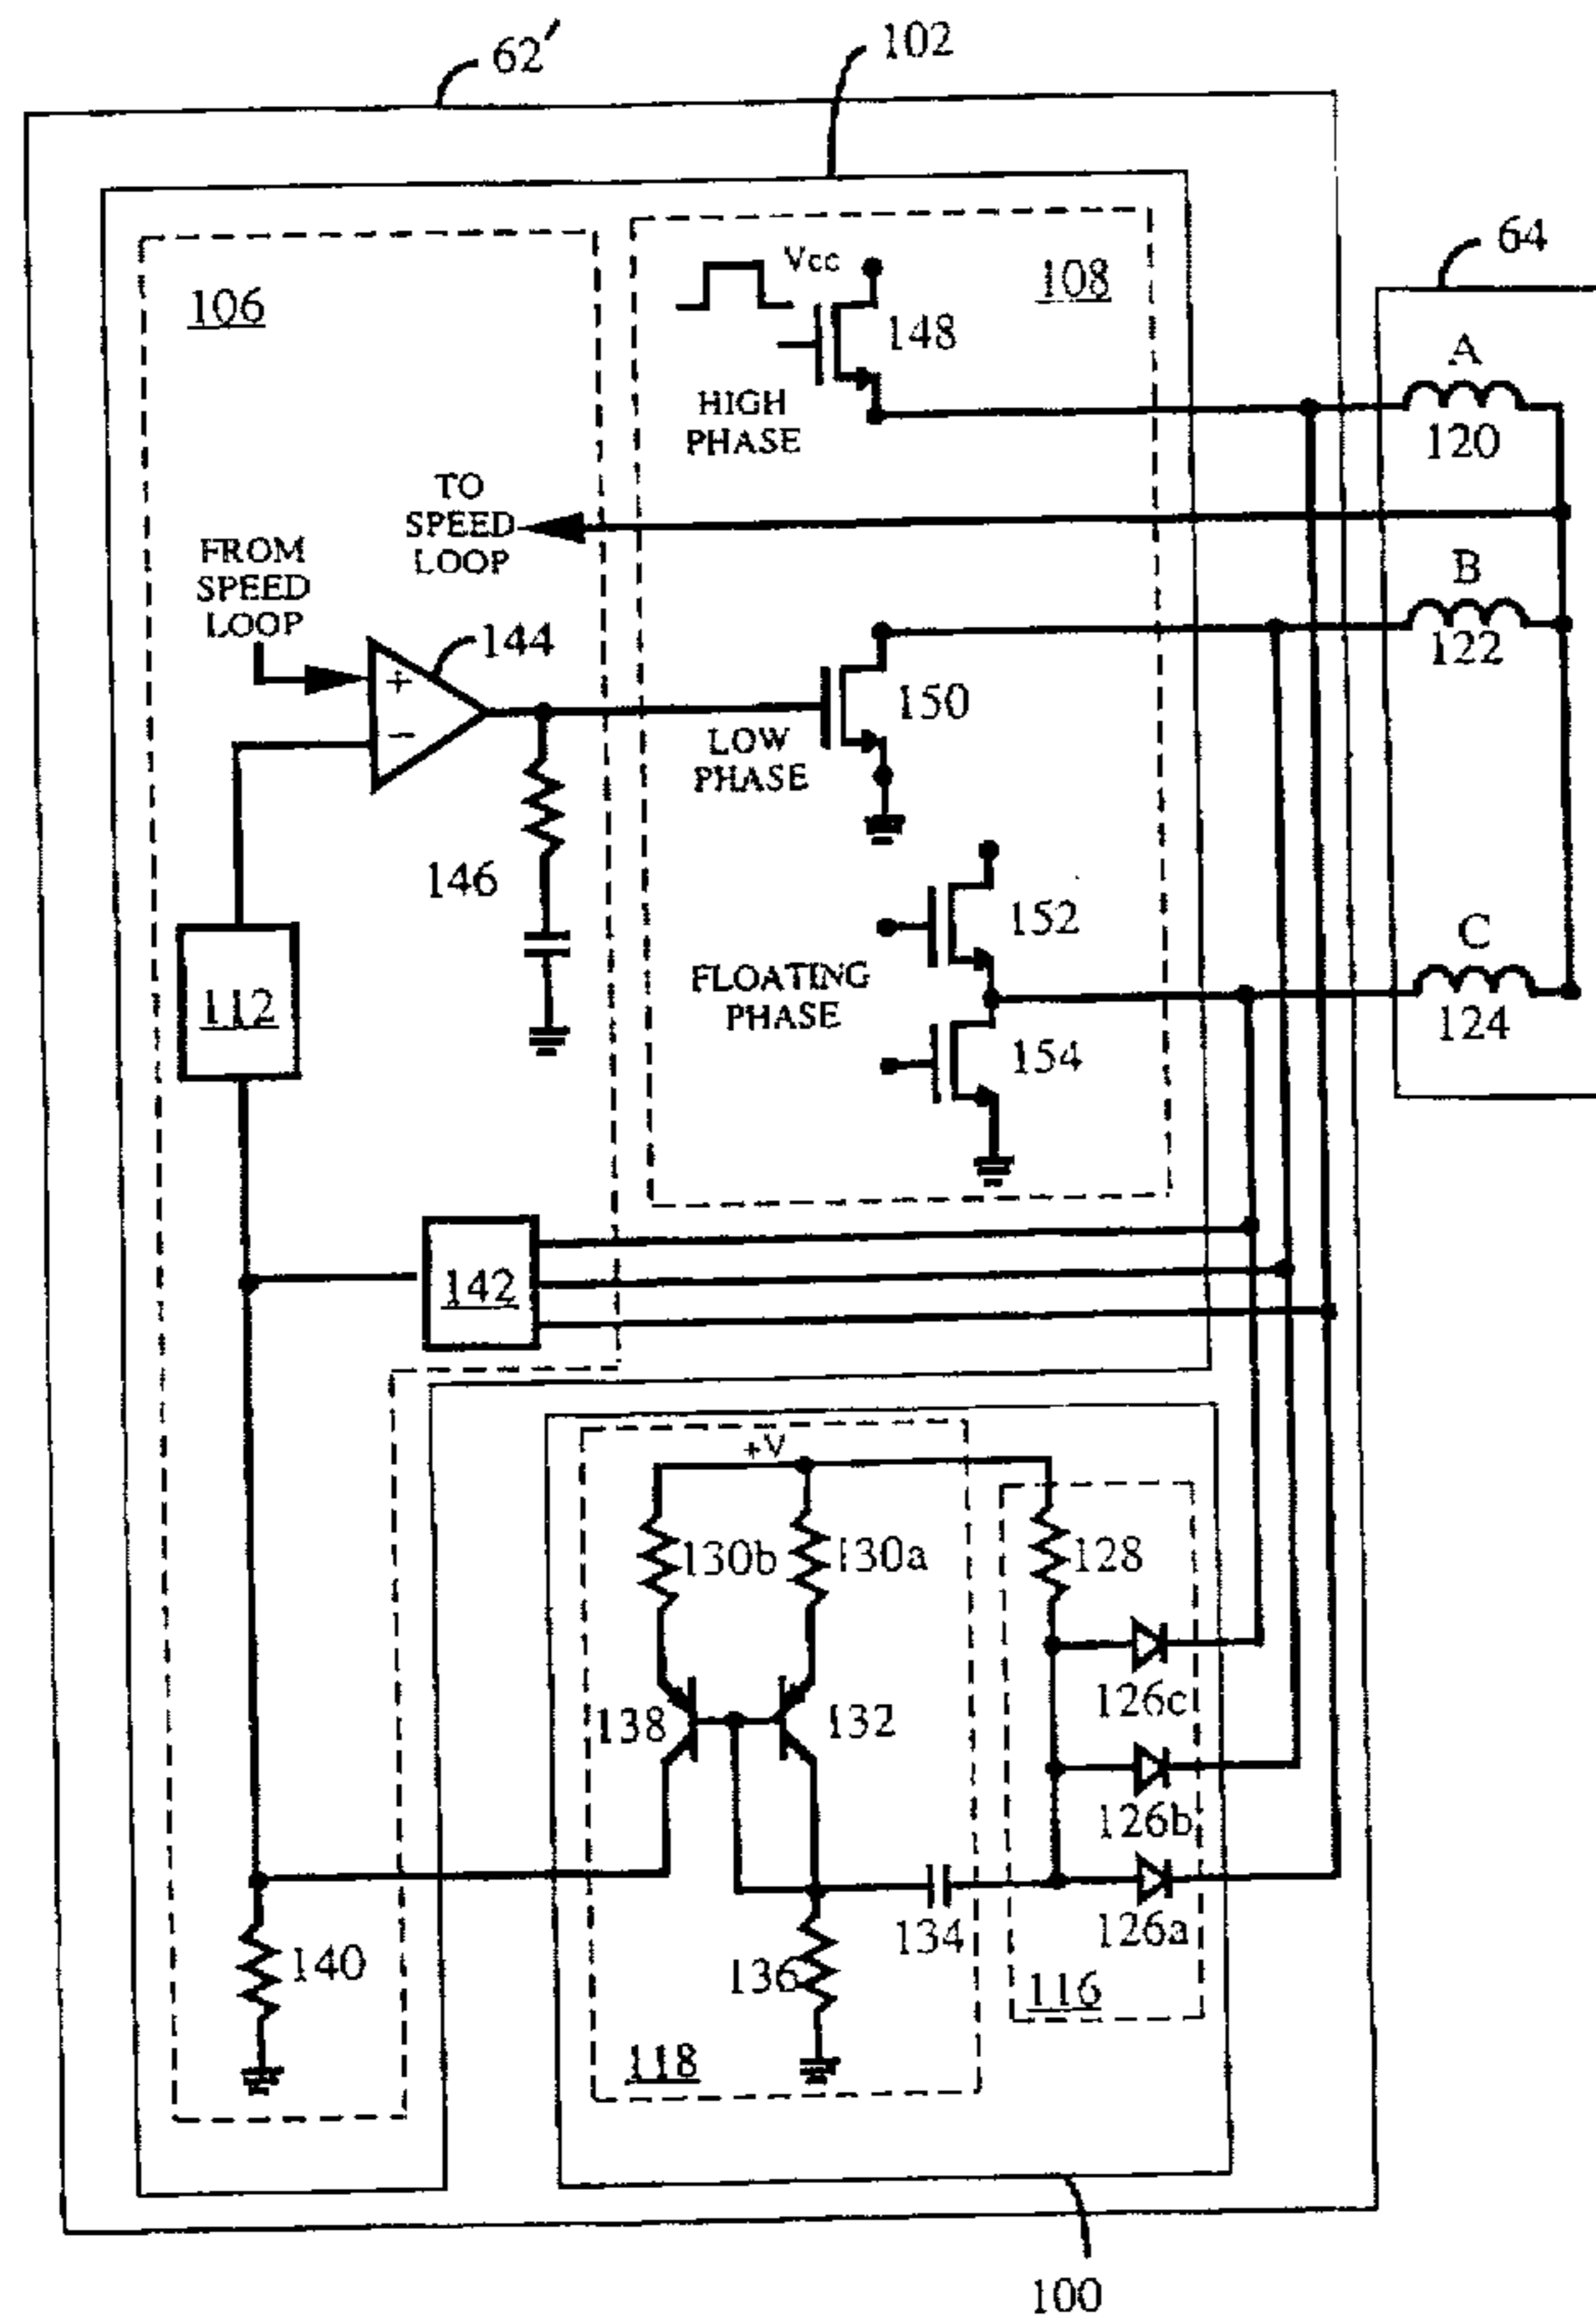 62′
102
64
106
Vcc
108
148
HIGH
PHASE
A
120
TO
SPEED
LOOP
FROM
SPEED
LOOP
144
+
−
B
122
150
LOW
PHASE
146
152
FLOATING
PHASE
154
C
124
112
142
+V
130b
130a
128
138
132
126c
126b
126a
134
136
140
116
118
100